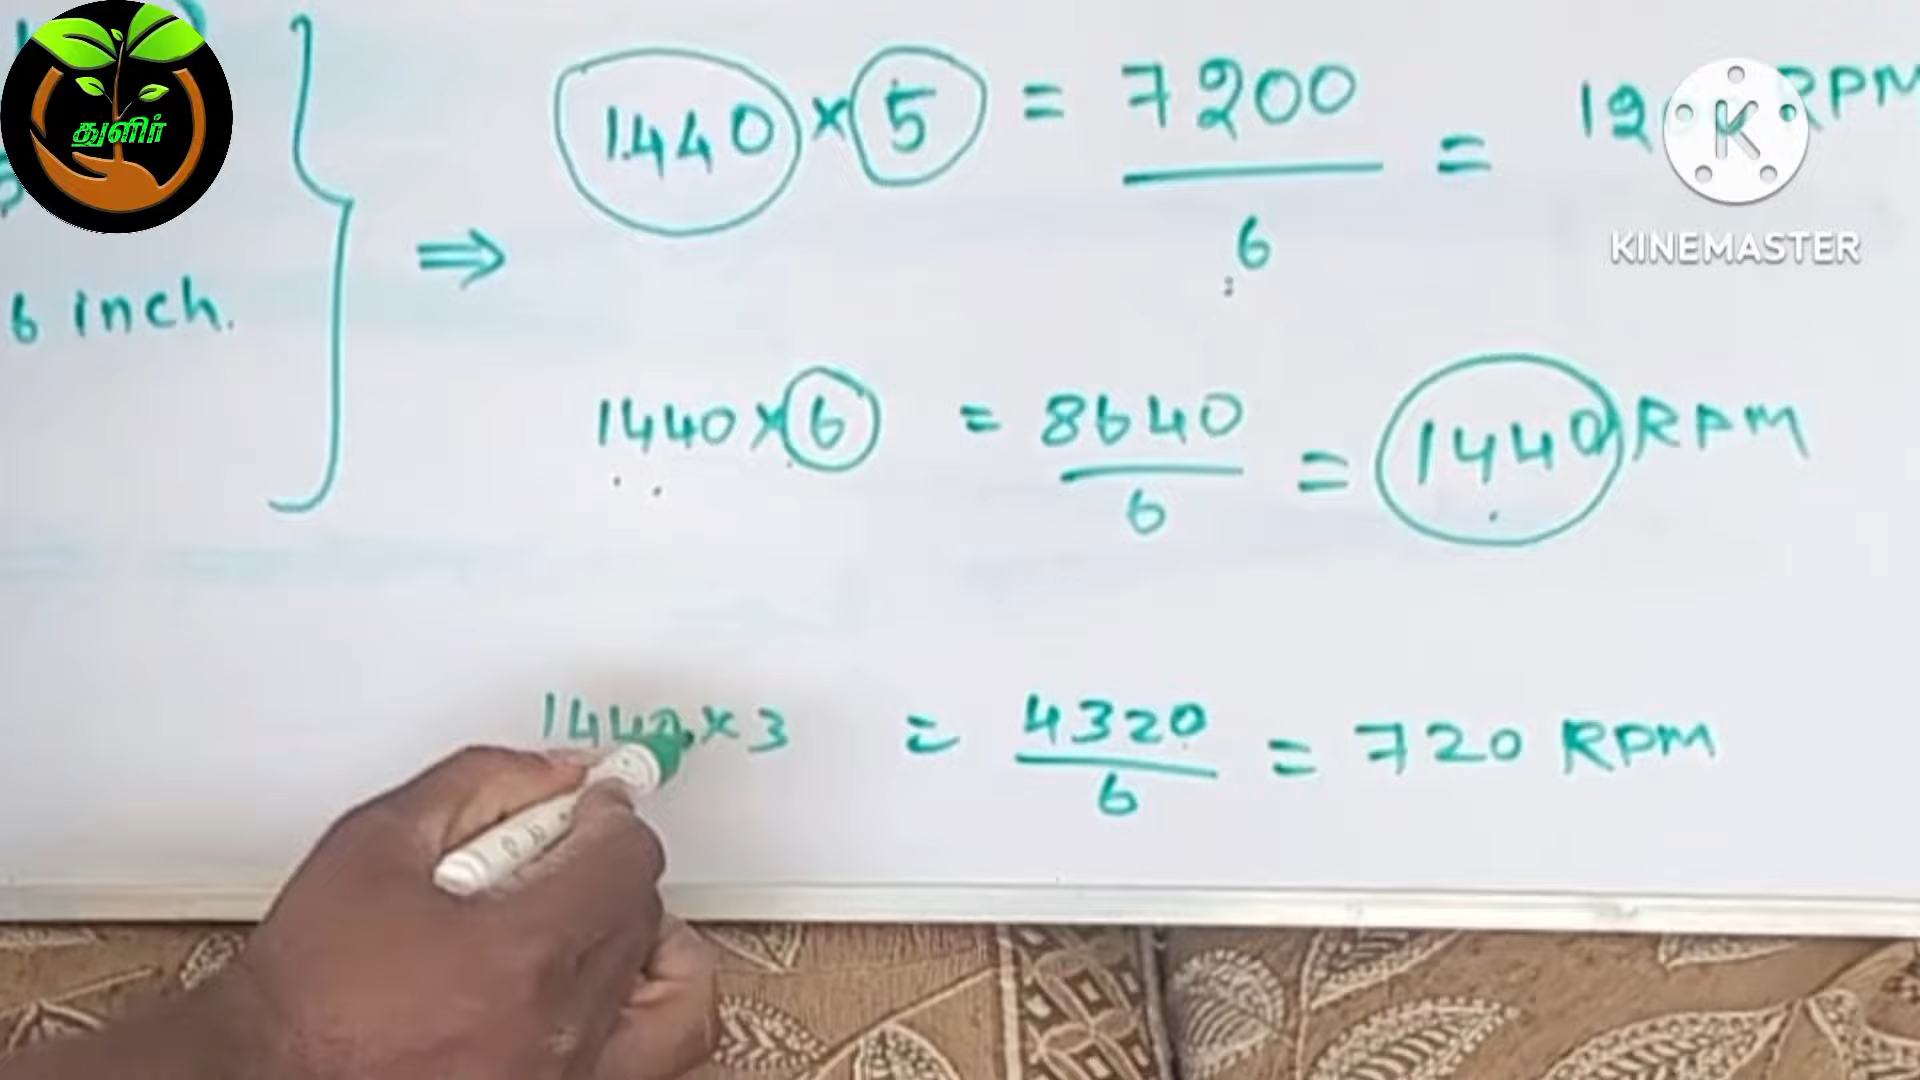 துளிர்
1440 × 5 = 7200 / 6 = RPM
KINEMASTER
6 inch. ⇒
1440 × 6 = 8640 / 6 = 1440 RPM
1440 × 3 = 4320 / 6 = 720 RPM